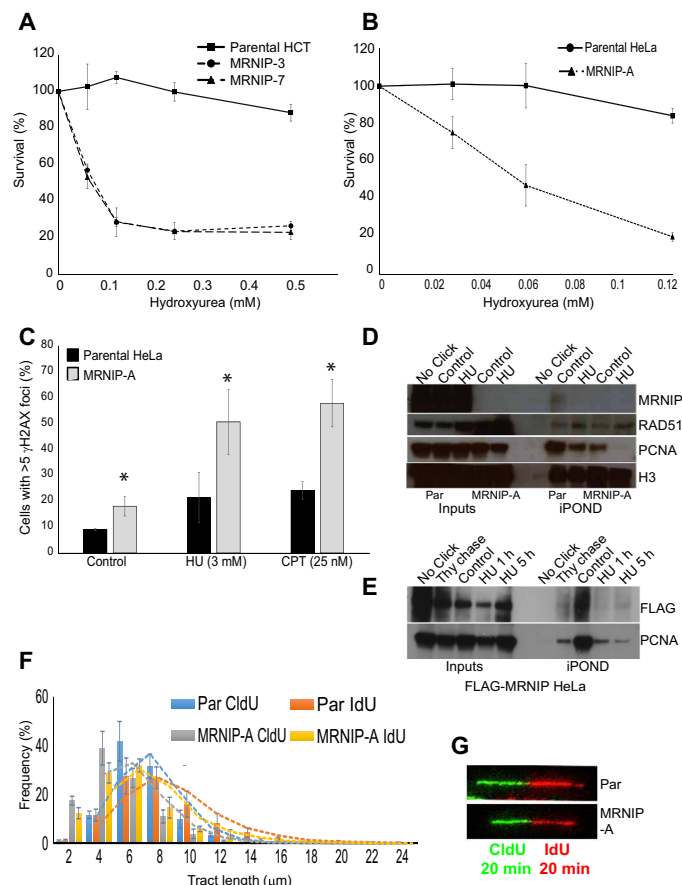 A
Parental HCT
MRNIP-3
MRNIP-7
Survival (%)
120
100
80
60
40
20
0
0 0.1 0.2 0.3 0.4 0.5
Hydroxyurea (mM)
B
Parental HeLa
MRNIP-A
Survival (%)
120
100
80
60
40
20
0
0 0.02 0.04 0.06 0.08 0.1 0.12
Hydroxyurea (mM)
C
Parental HeLa
MRNIP-A
Cells with >5 γH2AX foci (%)
80
70
60
50
40
30
20
10
0
* * *
Control HU (3 mM) CPT (25 nM)
D
No Click Control HU Control HU No Click Control HU Control HU
MRNIP
RAD51
PCNA
H3
Par MRNIP-A Par MRNIP-A
Inputs iPOND
E
No Click Thy chase Control HU 1 h HU 5 h No Click Thy chase Control HU 1 h HU 5 h
FLAG
PCNA
Inputs iPOND
FLAG-MRNIP HeLa
F
Par CldU Par IdU
MRNIP-A CldU MRNIP-A IdU
Frequency (%)
60
40
20
0
2 4 6 8 10 12 14 16 18 20 22 24
Tract length (μm)
G
Par
MRNIP
-A
CldU IdU
20 min 20 min